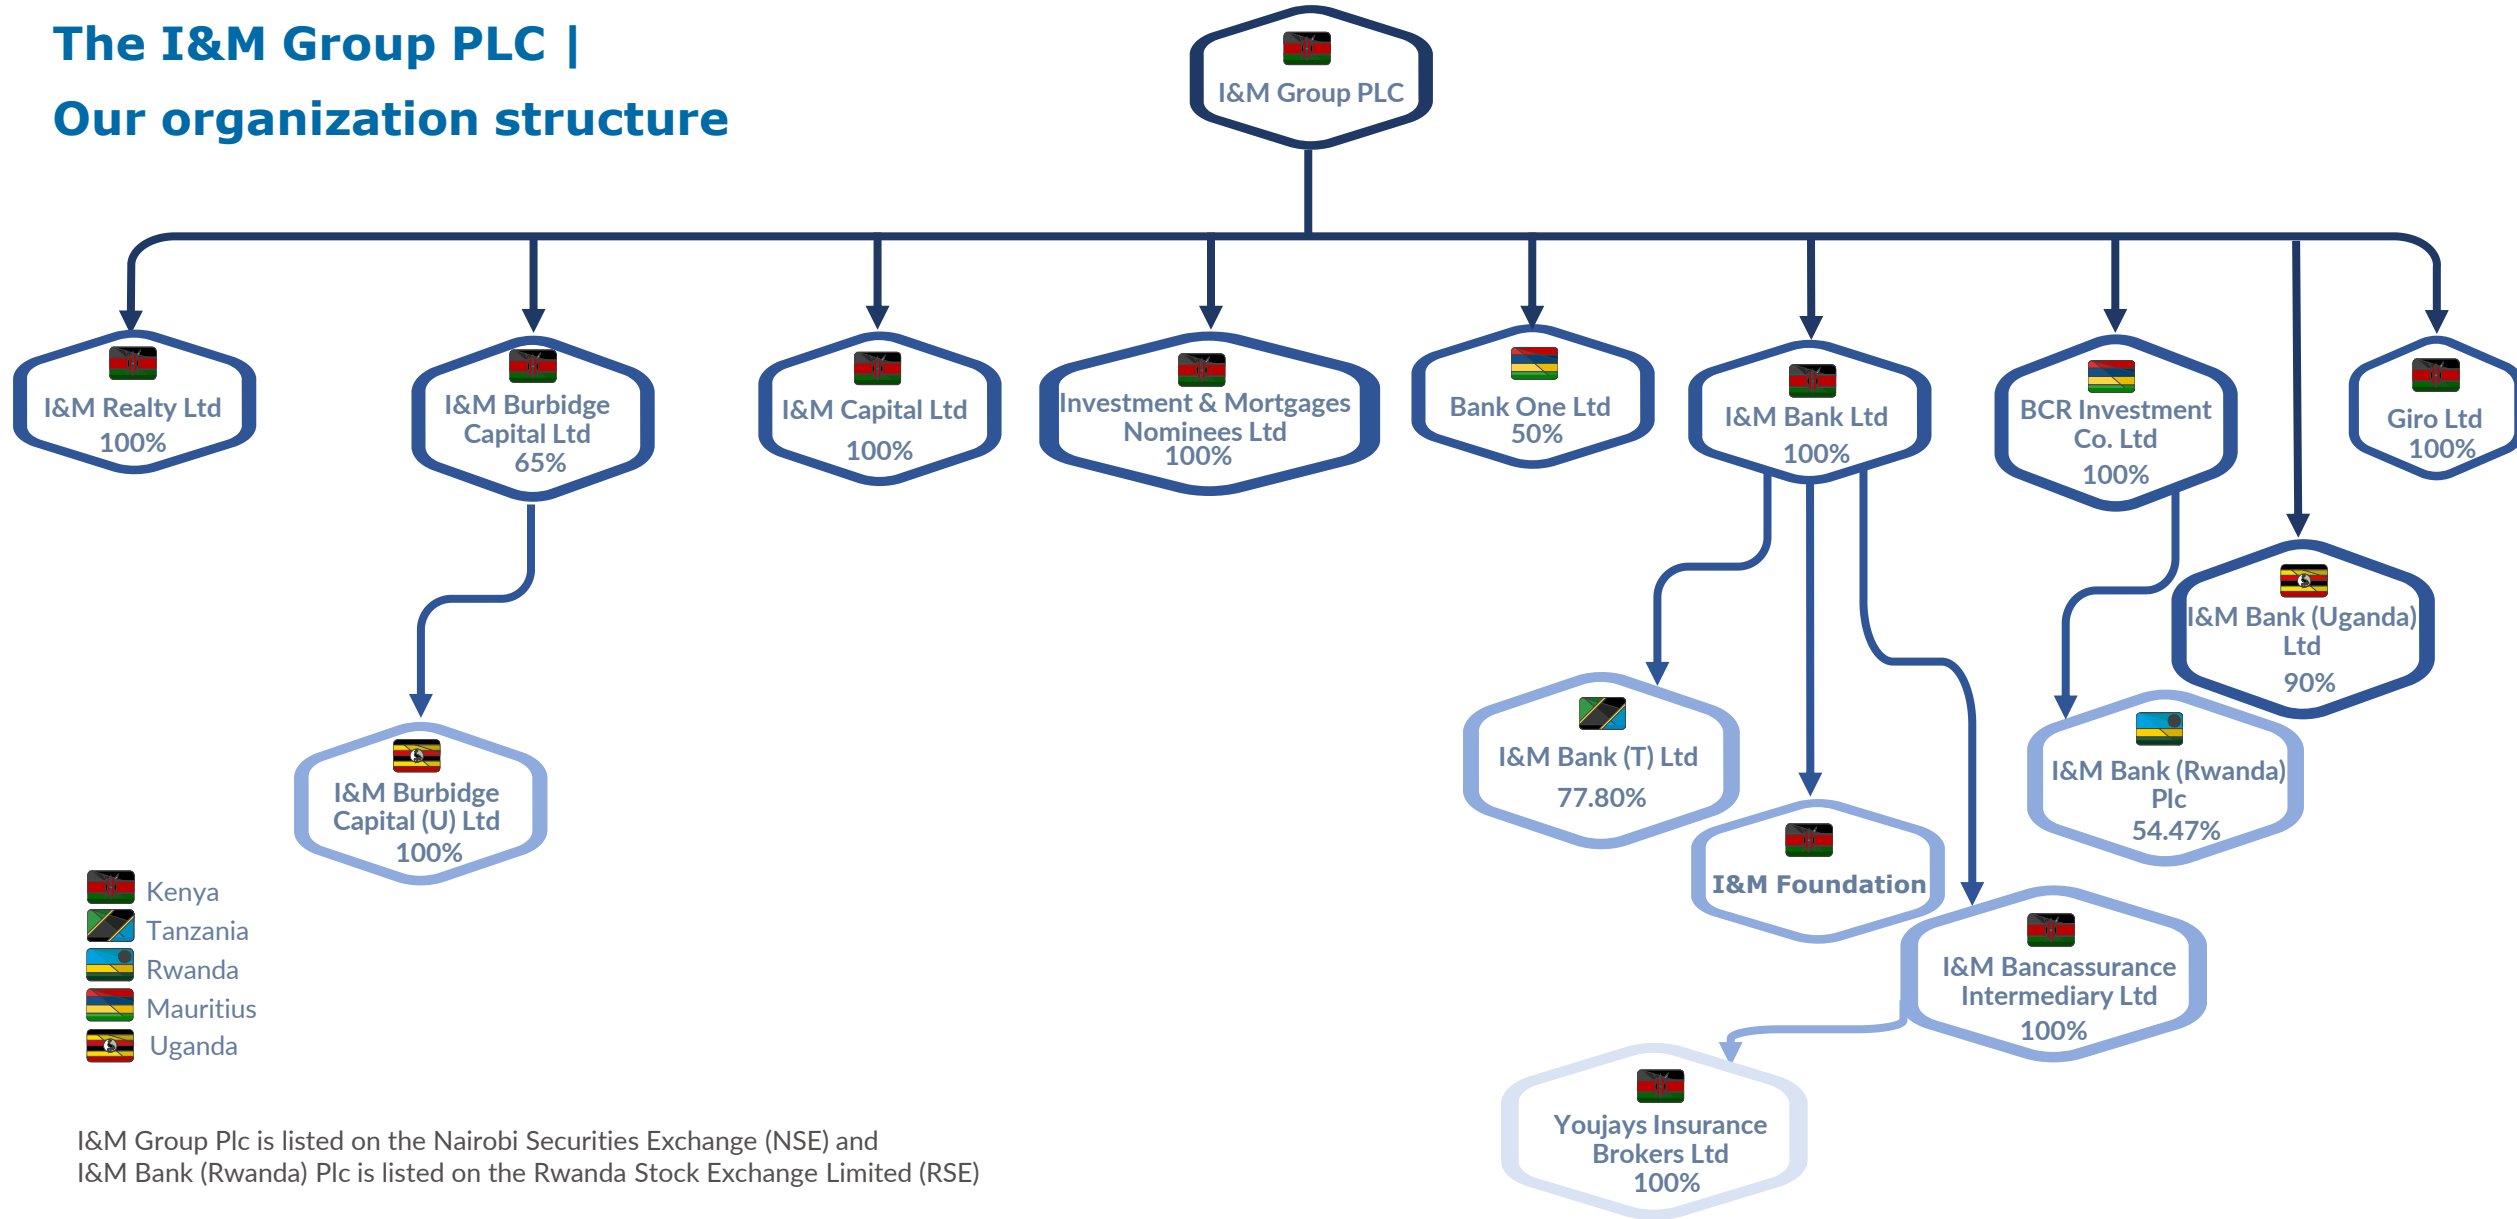 The I&M Group PLC |
Our organization structure
I&M Group PLC
I&M Realty Ltd
100%
I&M Burbidge
Capital Ltd
65%
I&M Capital Ltd
100%
Investment & Mortgages
Nominees Ltd
100%
Bank One Ltd
50%
I&M Bank Ltd
100%
BCR Investment
Co. Ltd
100%
Giro Ltd
100%
I&M Bank (Uganda)
Ltd
90%
I&M Burbidge
Capital (U) Ltd
100%
I&M Bank (T) Ltd
77.80%
I&M Foundation
I&M Bank (Rwanda)
Plc
54.47%
I&M Bancassurance
Intermediary Ltd
100%
Youjays Insurance
Brokers Ltd
100%
Kenya
Tanzania
Rwanda
Mauritius
Uganda
I&M Group Plc is listed on the Nairobi Securities Exchange (NSE) and
I&M Bank (Rwanda) Plc is listed on the Rwanda Stock Exchange Limited (RSE)